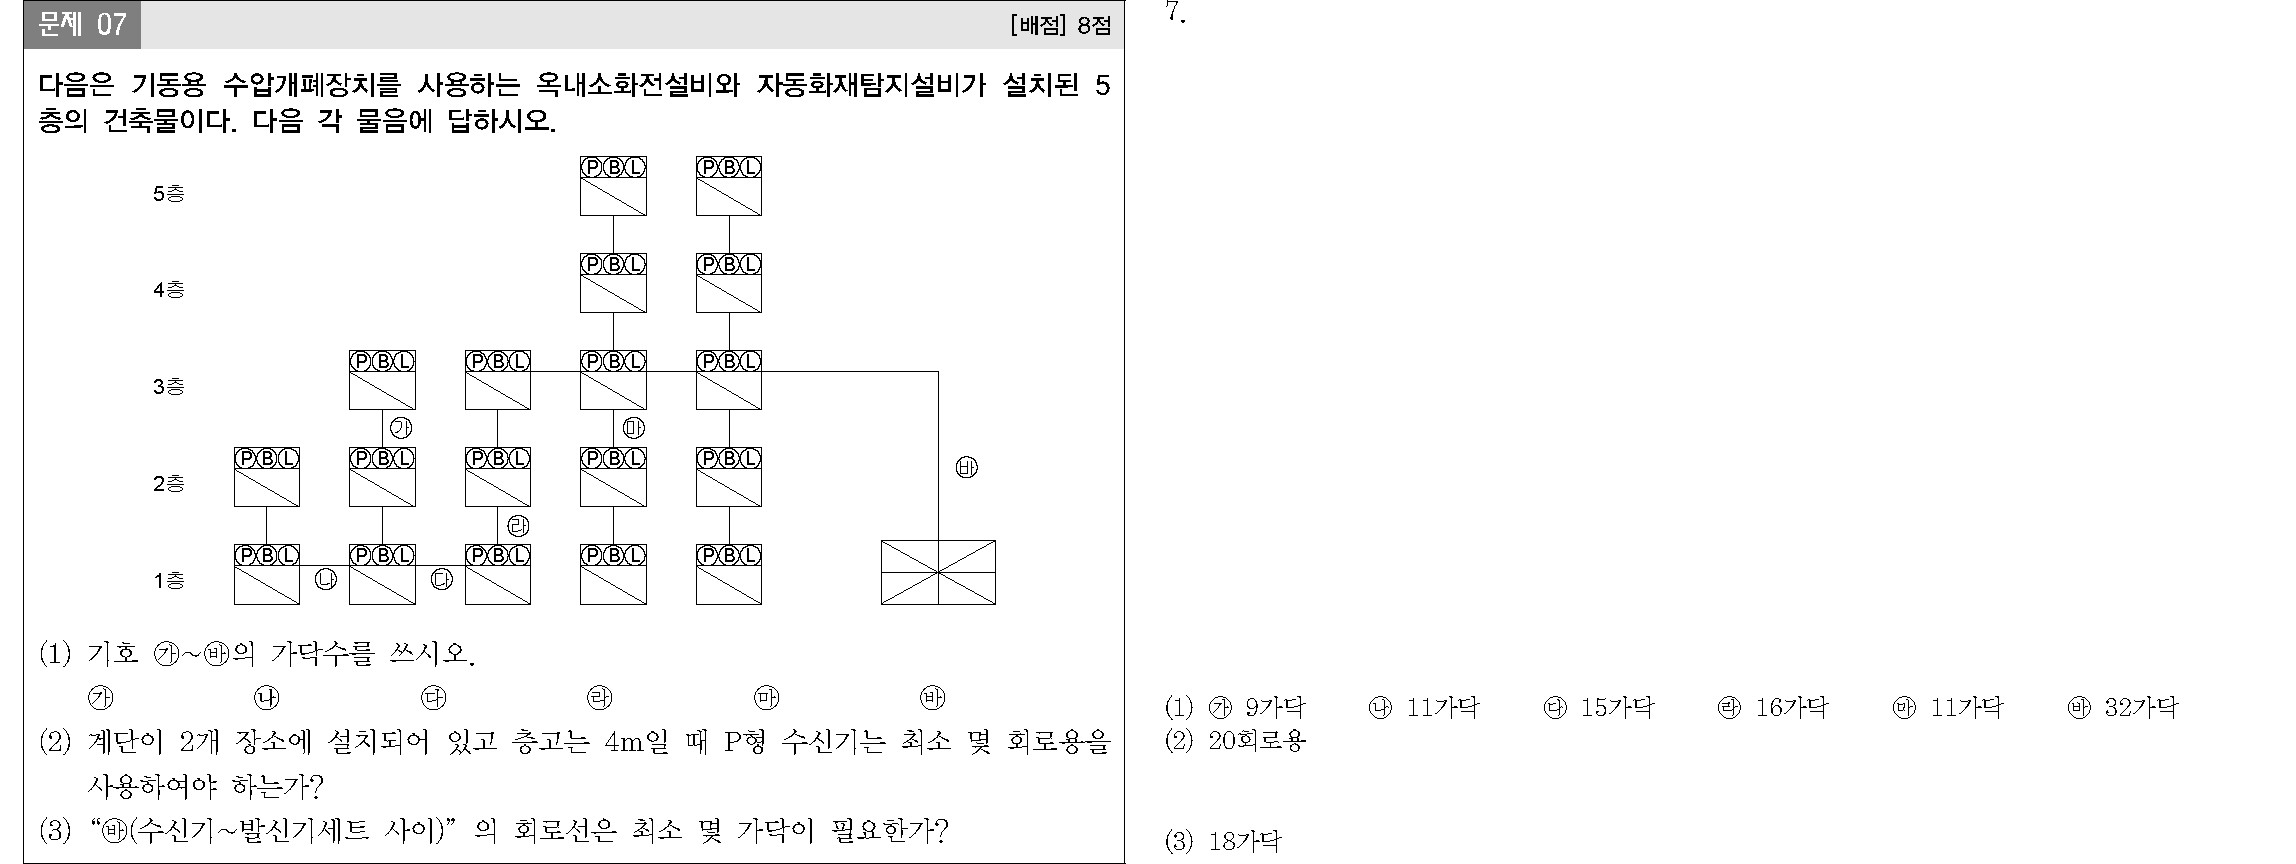 문제 07
[배점] 8점
다음은 기동용 수압개폐장치를 사용하는 옥내소화전설비와 자동화재탐지설비가 설치된 5
층의 건축물이다. 다음 각 물음에 답하시오.
ⓅⒷⓁ ⓅⒷⓁ
5층
ⓅⒷⓁ ⓅⒷⓁ
4층
ⓅⒷⓁ ⓅⒷⓁ ⓅⒷⓁ ⓅⒷⓁ
3층
㉮ ㉲
ⓅⒷⓁ ⓅⒷⓁ ⓅⒷⓁ ⓅⒷⓁ ⓅⒷⓁ
㉳
2층
㉱
ⓅⒷⓁ ⓅⒷⓁ ⓅⒷⓁ ⓅⒷⓁ ⓅⒷⓁ
1층
㉯ ㉰
(1) 기호 ㉮~㉳의 가닥수를 쓰시오.
㉮ ㉯ ㉰ ㉱ ㉲ ㉳
(2) 계단이 2개 장소에 설치되어 있고 층고는 4m일 때 P형 수신기는 최소 몇 회로용을
사용하여야 하는가?
(3) “㉳(수신기~발신기세트 사이)” 의 회로선은 최소 몇 가닥이 필요한가?
7.
(1) ㉮ 9가닥 ㉯ 11가닥 ㉰ 15가닥 ㉱ 16가닥 ㉲ 11가닥 ㉳ 32가닥
(2) 20회로용
(3) 18가닥